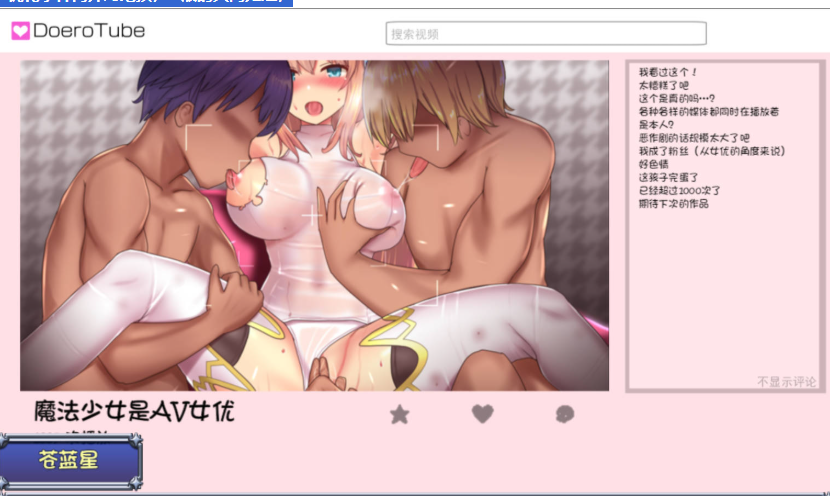 DoeroTube
搜索视频
我看过这个！
太糟糕了吧
这个是真的吗…？
各种各样的媒体都同时在播放着
是本人？
恶作剧的话规模太大了吧
我成了粉丝（从女优的角度来说）
好色情
这孩子完蛋了
已经超过1000次了
期待下次的作品
不显示评论
魔法少女是AV女优
苍蓝星